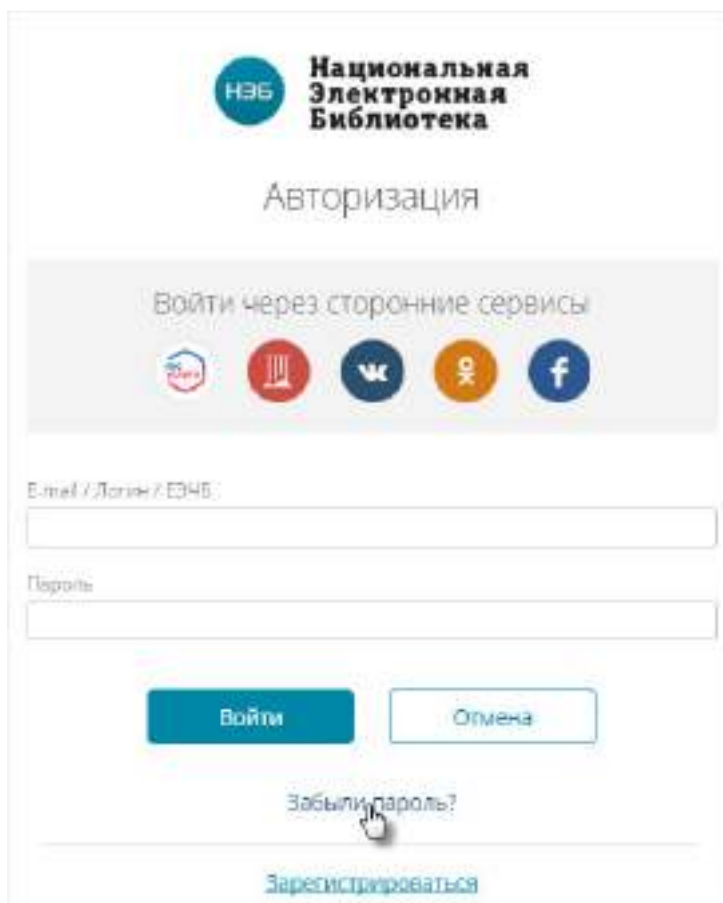 НЭБ
Национальная
Электронная
Библиотека
Авторизация
Войти через сторонние сервисы
E-mail / Логин / ЕЭЧБ
Пароль
Войти
Отмена
Забыли пароль?
Зарегистрироваться